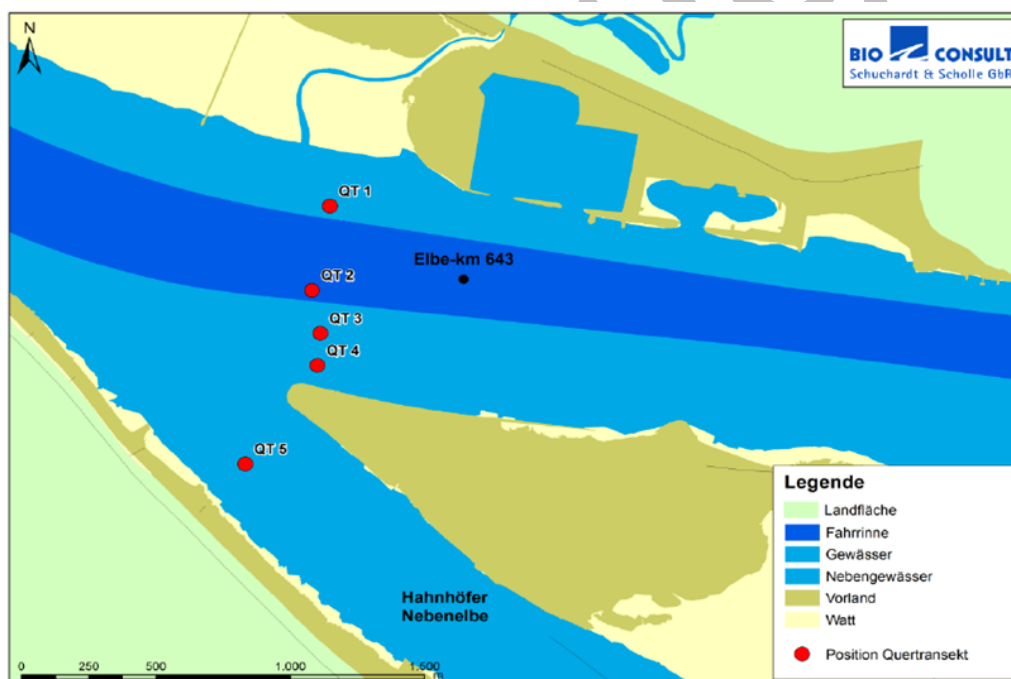 N
BIO CONSULT
Schuchardt & Scholle GbR
QT 1
Elbe-km 643
QT 2
QT 3
QT 4
QT 5
Hahnhöfer
Nebenelbe
Legende
Landfläche
Fahrrinne
Gewässer
Nebengewässer
Vorland
Watt
Position Quertransekt
0 250 500 1.000 1.500
m